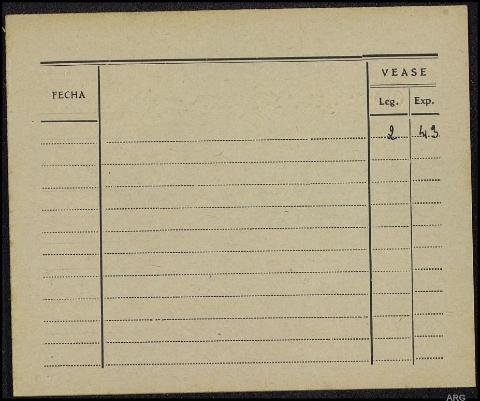 VEASE
FECHA
Leg. Exp.
2 43
ARG